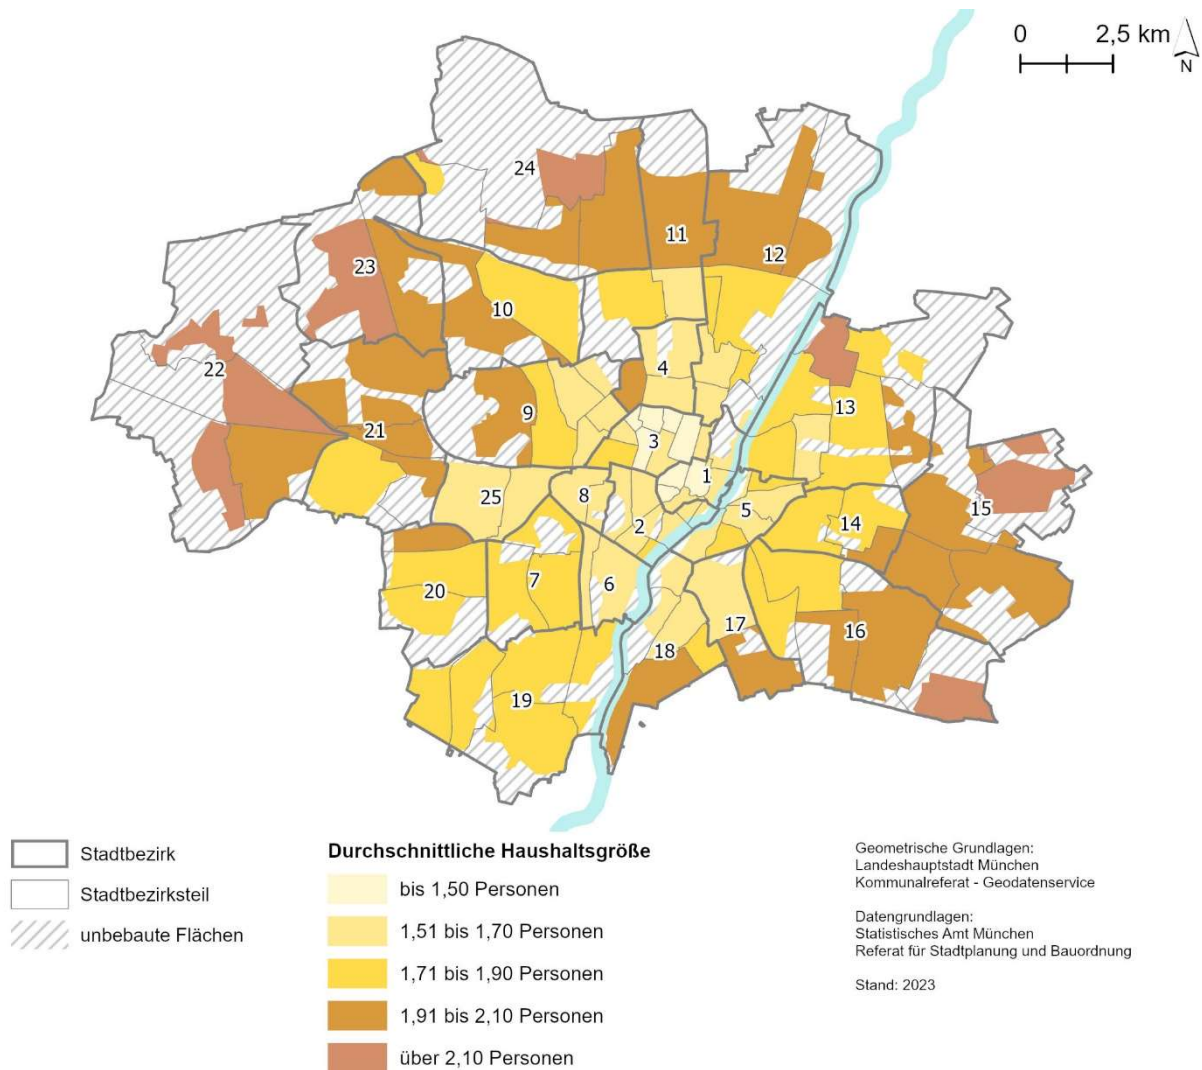 0 2,5 km
N
24
11
12
23
10
4
22
13
9
21
3
1
25
8
15
5
2
14
7
6
20
17
16
18
19
Stadtbezirk
Stadtbezirksteil
unbebaute Flächen
Durchschnittliche Haushaltsgröße
bis 1,50 Personen
1,51 bis 1,70 Personen
1,71 bis 1,90 Personen
1,91 bis 2,10 Personen
über 2,10 Personen
Geometrische Grundlagen:
Landeshauptstadt München
Kommunalreferat - Geodatenservice
Datengrundlagen:
Statistisches Amt München
Referat für Stadtplanung und Bauordnung
Stand: 2023